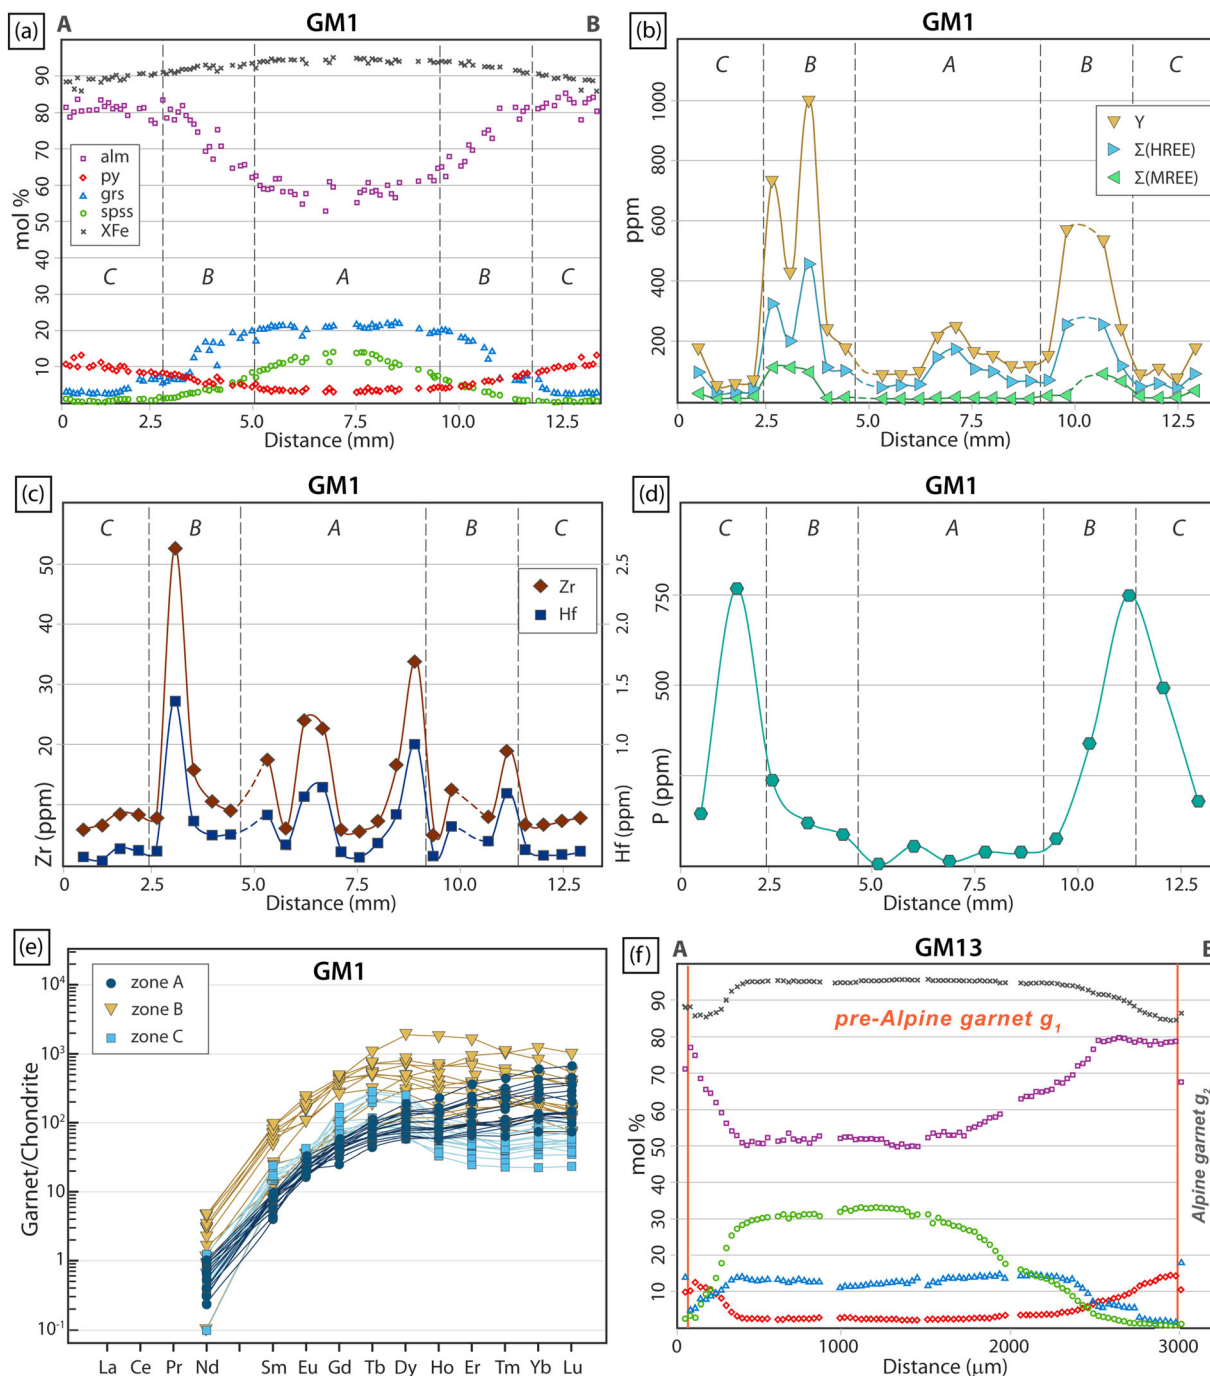 (a)
A
GM1
B
mol %
90
80
70
60
50
40
30
20
10
alm
py
grs
spss
XFe
C
B
A
B
C
0
2.5
5.0
7.5
10.0
12.5
Distance (mm)
(b)
GM1
C
B
A
B
C
ppm
1000
800
600
400
200
Y
Σ(HREE)
Σ(MREE)
0
2.5
5.0
7.5
10.0
12.5
Distance (mm)
(c)
GM1
C
B
A
B
C
Zr (ppm)
50
40
30
20
Zr
Hf
2.5
2.0
1.5
1.0
Hf (ppm)
0
2.5
5.0
7.5
10.0
12.5
Distance (mm)
(d)
GM1
C
B
A
B
C
P (ppm)
750
500
0
2.5
5.0
7.5
10.0
12.5
Distance (mm)
(e)
GM1
Garnet/Chondrite
10⁴
10³
10²
10
1
10⁻¹
zone A
zone B
zone C
La Ce Pr Nd Sm Eu Gd Tb Dy Ho Er Tm Yb Lu
(f)
A
GM13
B
mol %
90
80
70
60
50
40
30
20
10
pre-Alpine garnet g₁
Alpine garnet g₂
0
1000
2000
3000
Distance (μm)